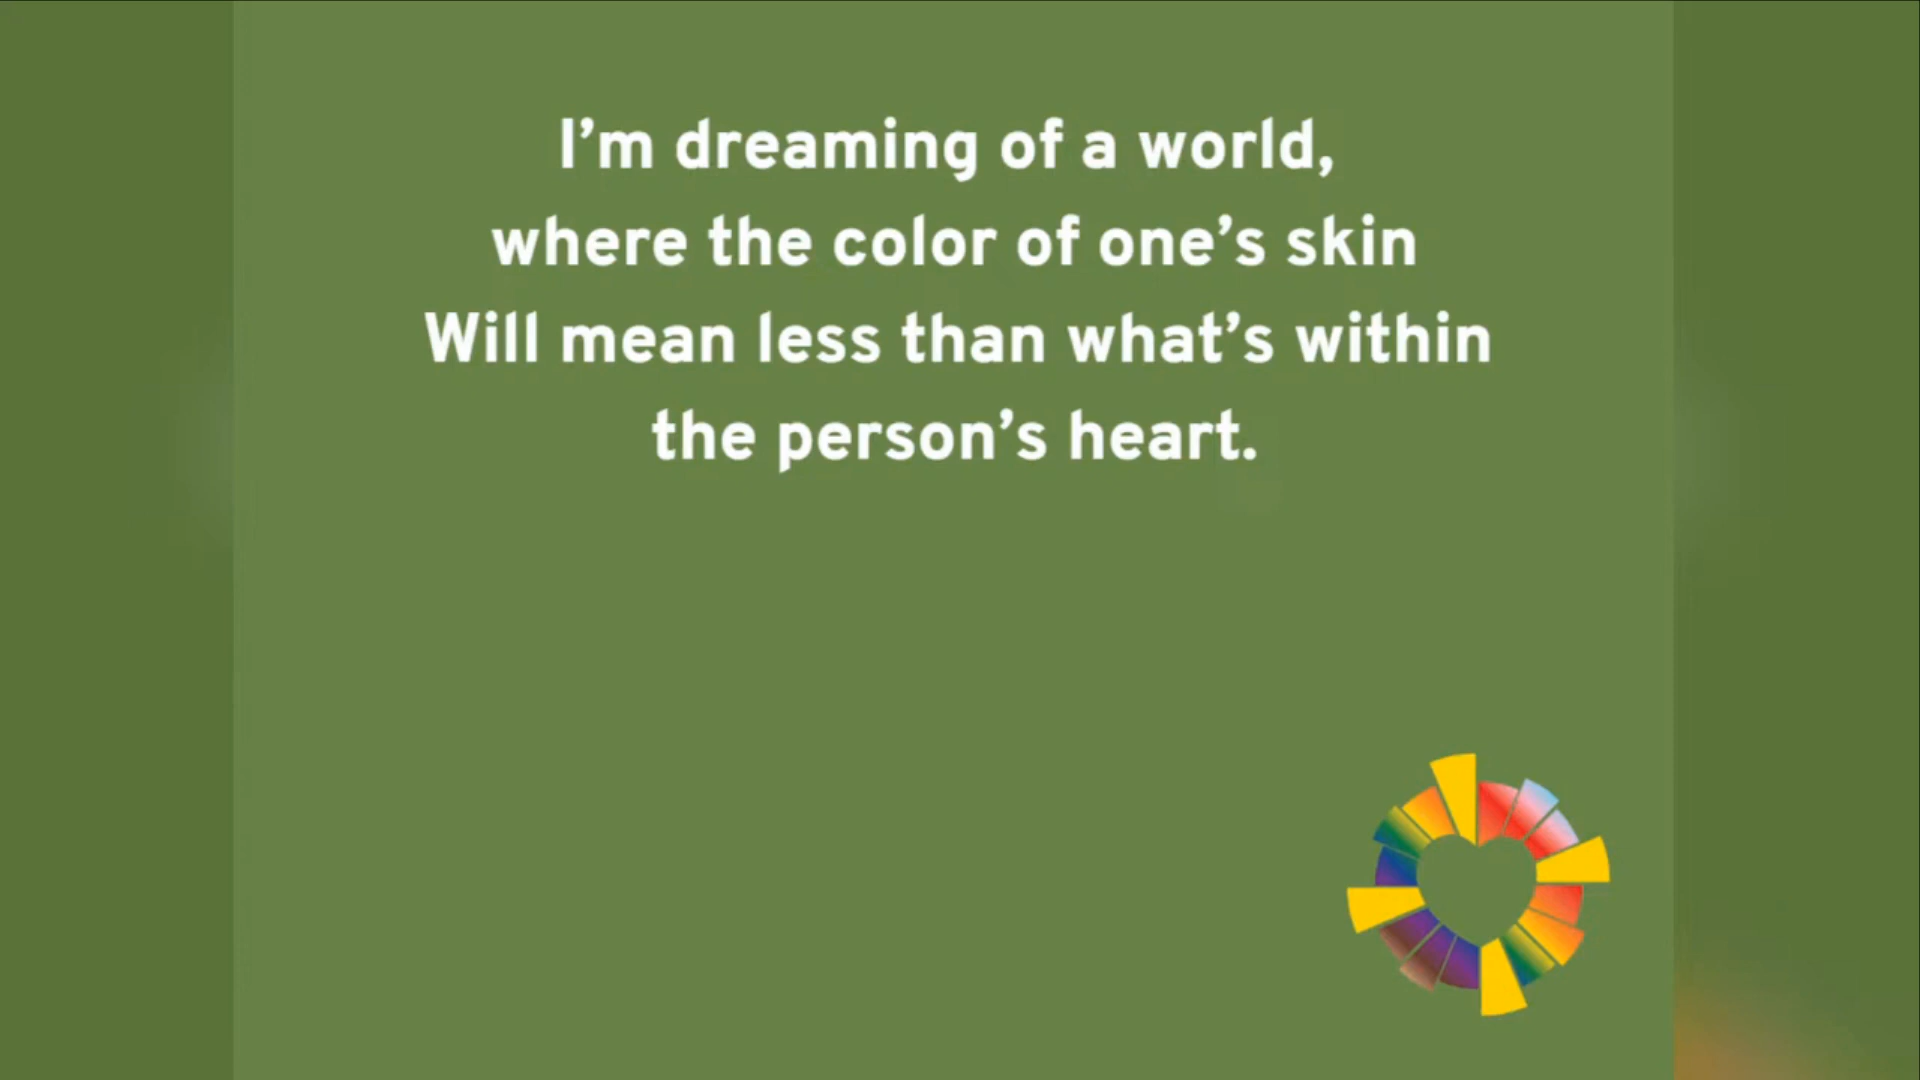 I’m dreaming of a world,
where the color of one’s skin
Will mean less than what’s within
the person’s heart.